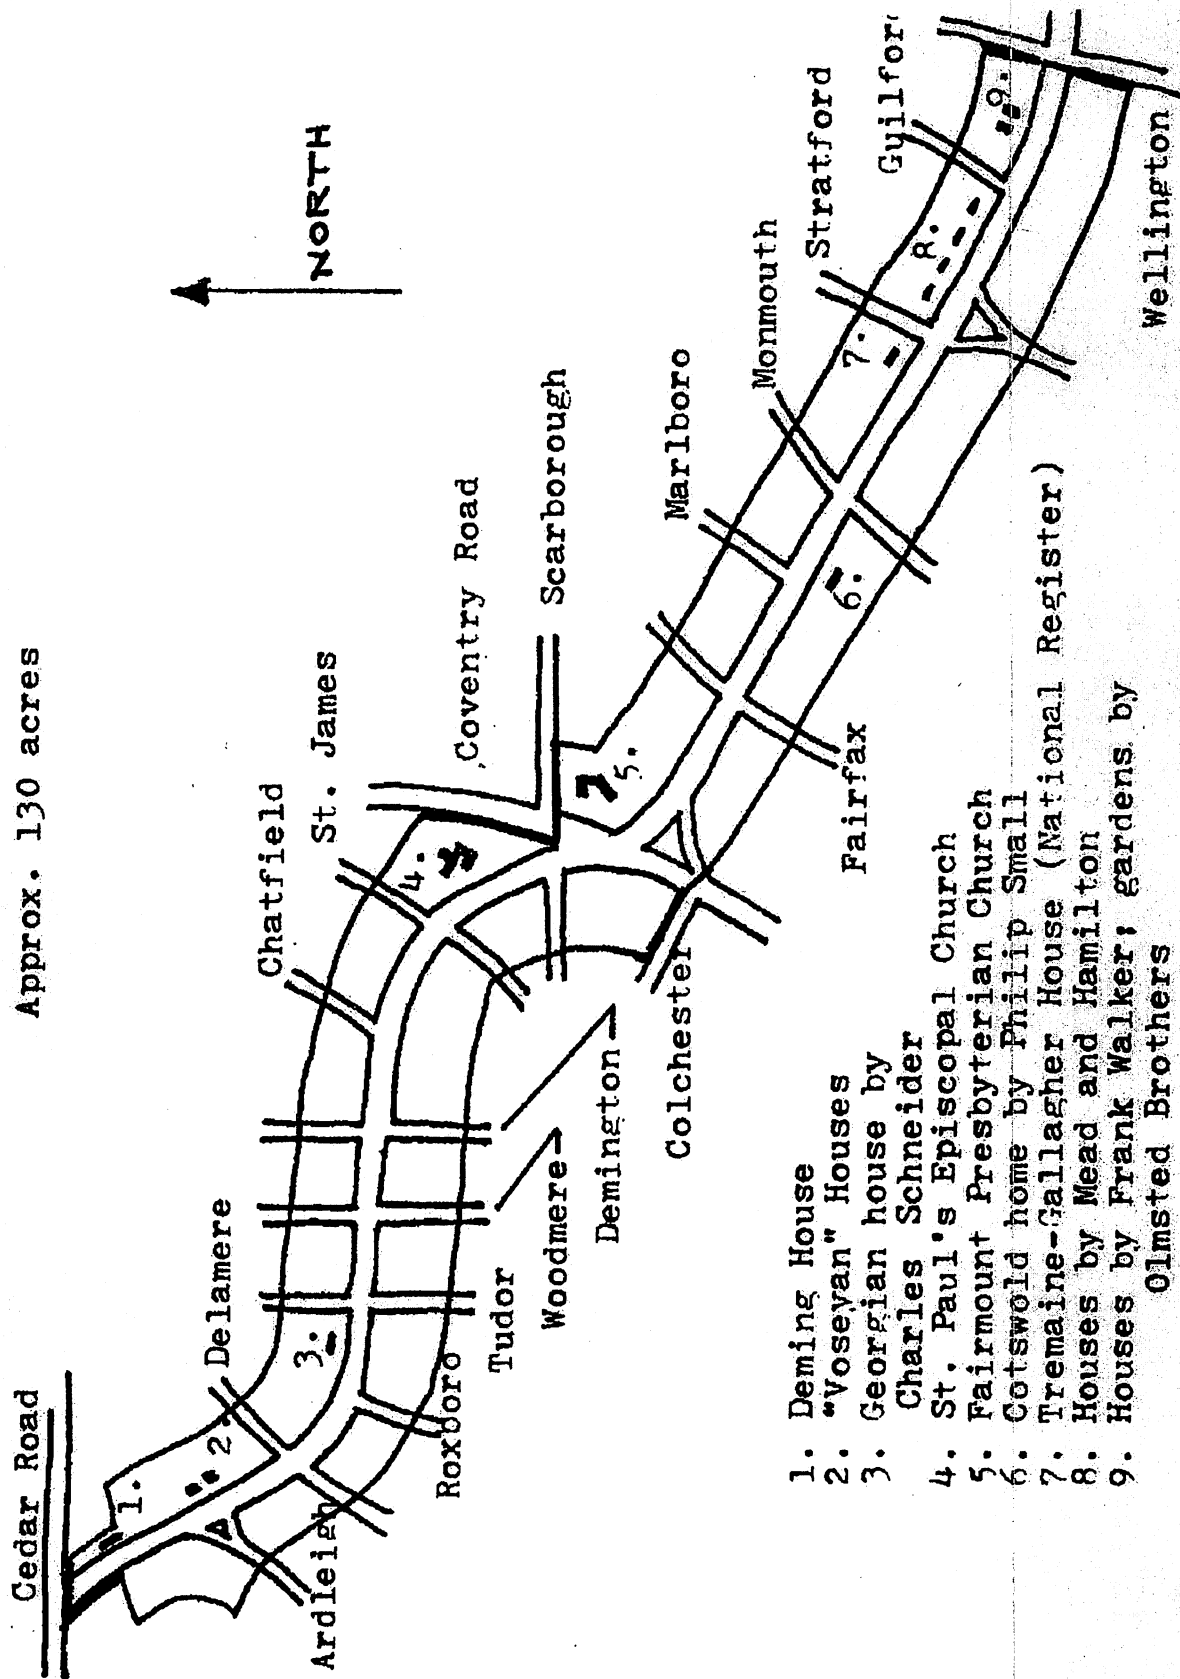 Approx. 130 acres
NORTH
Cedar Road
Delamere
Chatfield
St. James
Coventry Road
Scarborough
Marlboro
Monmouth
Stratford
Guilfor
Ardleigh
Roxboro
Tudor
Woodmere
Demington
Colchester
Fairfax
Wellington
1.
2.
3.
4.
5.
6.
7.
8.
9.
1. Deming House
2. "Voseyan" Houses
3. Georgian house by
Charles Schneider
4. St. Paul's Episcopal Church
5. Fairmount Presbyterian Church
6. Cotswold home by Philip Small
7. Tremaine-Gallagher House (National Register)
8. Houses by Mead and Hamilton
9. Houses by Frank Walker; gardens by
Olmsted Brothers